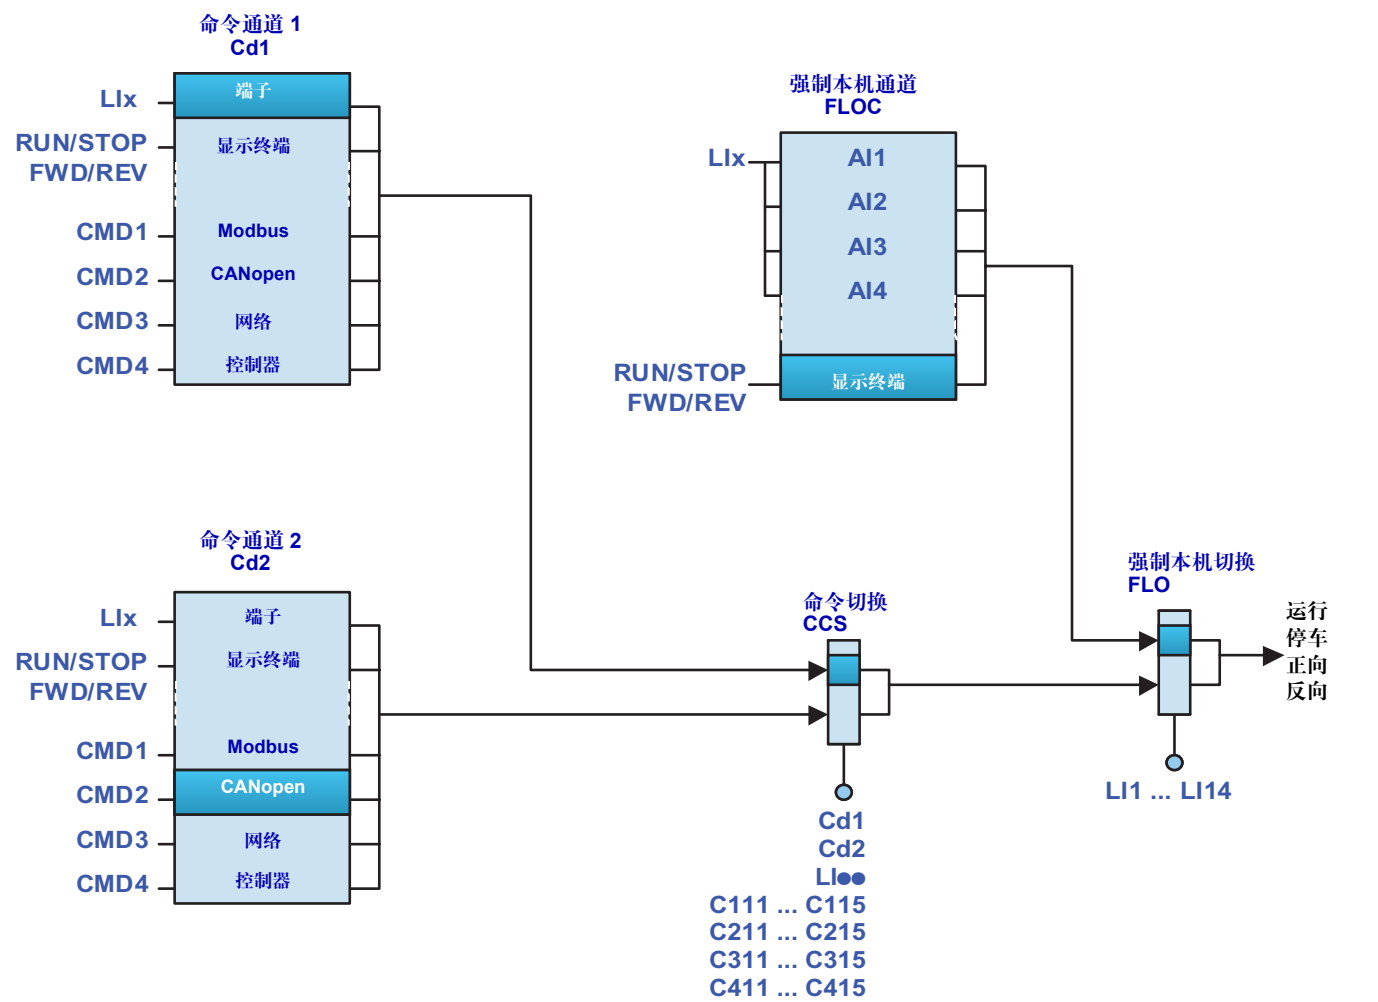 命令通道 1
Cd1
LIx
端子
RUN/STOP
FWD/REV
显示终端
CMD1
Modbus
CMD2
CANopen
CMD3
网络
CMD4
控制器
强制本机通道
FLOC
LIx
AI1
AI2
AI3
AI4
RUN/STOP
FWD/REV
显示终端
命令通道 2
Cd2
LIx
端子
RUN/STOP
FWD/REV
显示终端
CMD1
Modbus
CMD2
CANopen
CMD3
网络
CMD4
控制器
命令切换
CCS
Cd1
Cd2
LI●●
C111 ... C115
C211 ... C215
C311 ... C315
C411 ... C415
强制本机切换
FLO
LI1 ... LI14
运行
停车
正向
反向